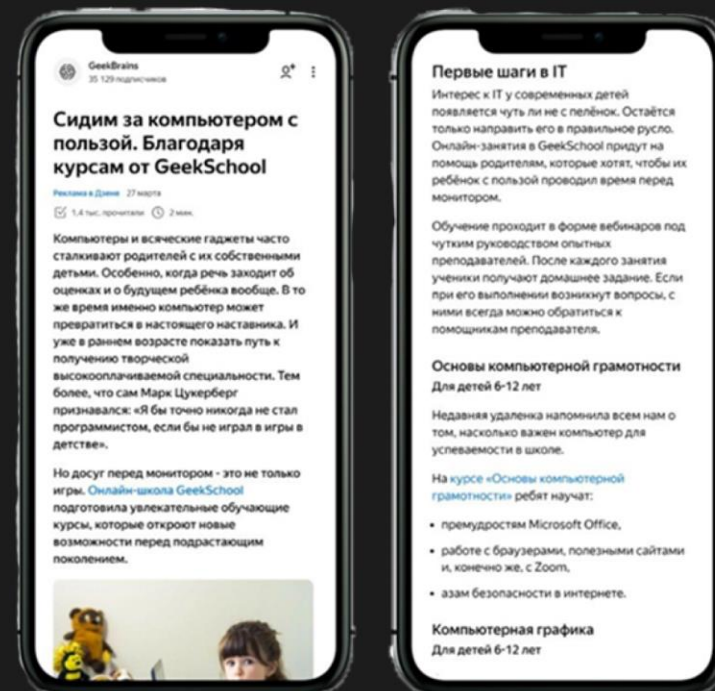 GeekBrains
35 129 подписчиков
Сидим за компьютером с
пользой. Благодаря
курсам от GeekSchool
Реклама в Дзене 27 марта
1,4 тыс. прочитали 2 мин.
Компьютеры и всяческие гаджеты часто
сталкивают родителей с их собственными
детьми. Особенно, когда речь заходит об
оценках и о будущем ребёнка вообще. В то
же время именно компьютер может
превратиться в настоящего наставника. И
уже в раннем возрасте показать путь к
получению творческой
высокооплачиваемой специальности. Тем
более, что сам Марк Цукерберг
признавался: «Я бы точно никогда не стал
программистом, если бы не играл в игры в
детстве».
Но досуг перед монитором - это не только
игры. Онлайн-школа GeekSchool
подготовила увлекательные обучающие
курсы, которые откроют новые
возможности перед подрастающим
поколением.
Первые шаги в IT
Интерес к IT у современных детей
появляется чуть ли не с пелёнок. Остаётся
только направить его в правильное русло.
Онлайн-занятия в GeekSchool придут на
помощь родителям, которые хотят, чтобы их
ребёнок с пользой проводил время перед
монитором.
Обучение проходит в форме вебинаров под
чутким руководством опытных
преподавателей. После каждого занятия
ученики получают домашнее задание. Если
при его выполнении возникнут вопросы, с
ними всегда можно обратиться к
помощникам преподавателя.
Основы компьютерной грамотности
Для детей 6-12 лет
Недавняя удаленка напомнила всем нам о
том, насколько важен компьютер для
успеваемости в школе.
На курсе «Основы компьютерной
грамотности» ребят научат:
• премудростям Microsoft Office,
• работе с браузерами, полезными сайтами
и, конечно же, с Zoom,
• азам безопасности в интернете.
Компьютерная графика
Для детей 6-12 лет